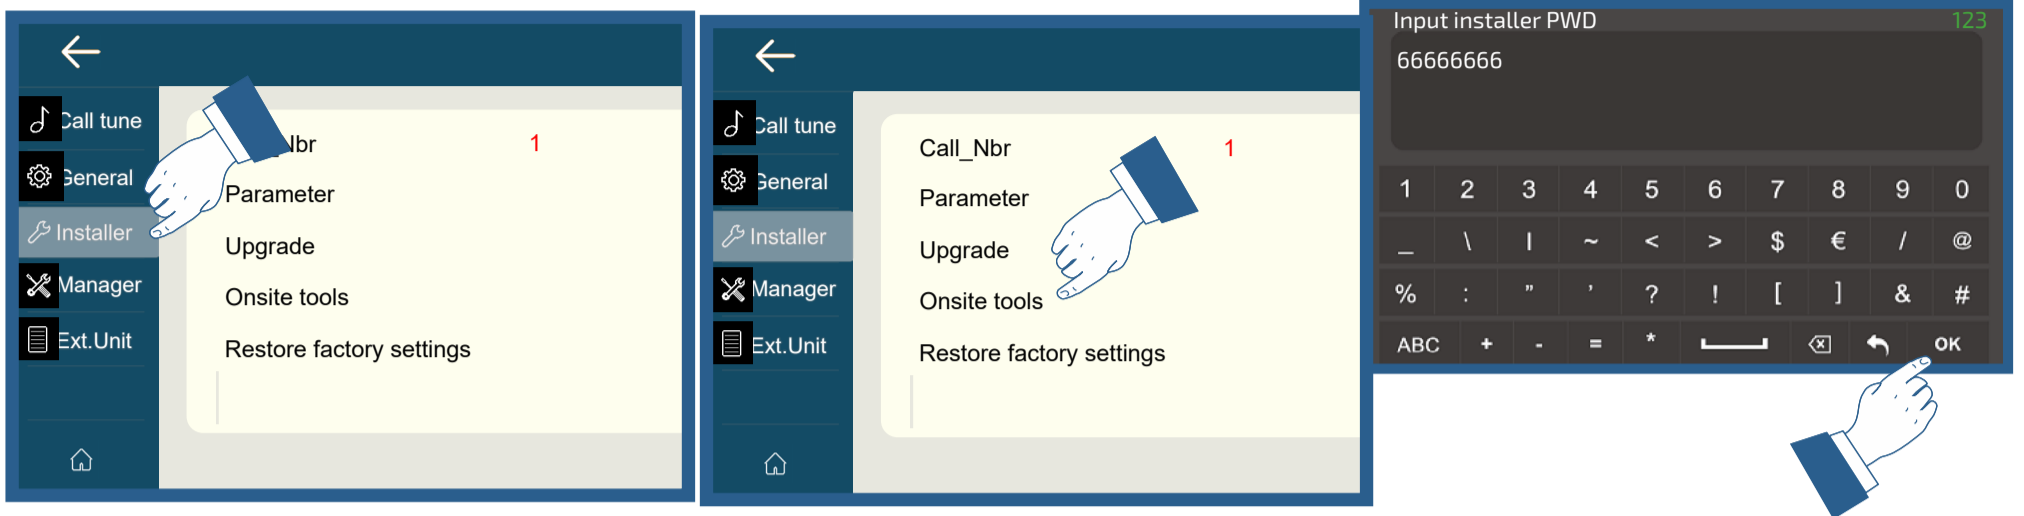 Call tune
General
Installer
Manager
Ext.Unit
Nbr 1
Parameter
Upgrade
Onsite tools
Restore factory settings
Call tune
General
Installer
Manager
Ext.Unit
Call_Nbr 1
Parameter
Upgrade
Onsite tools
Restore factory settings
Input installer PWD 123
66666666
1 2 3 4 5 6 7 8 9 0
_ \ | ~ < > $ € / @
% : " ' ? ! [ ] & #
ABC + - = * OK